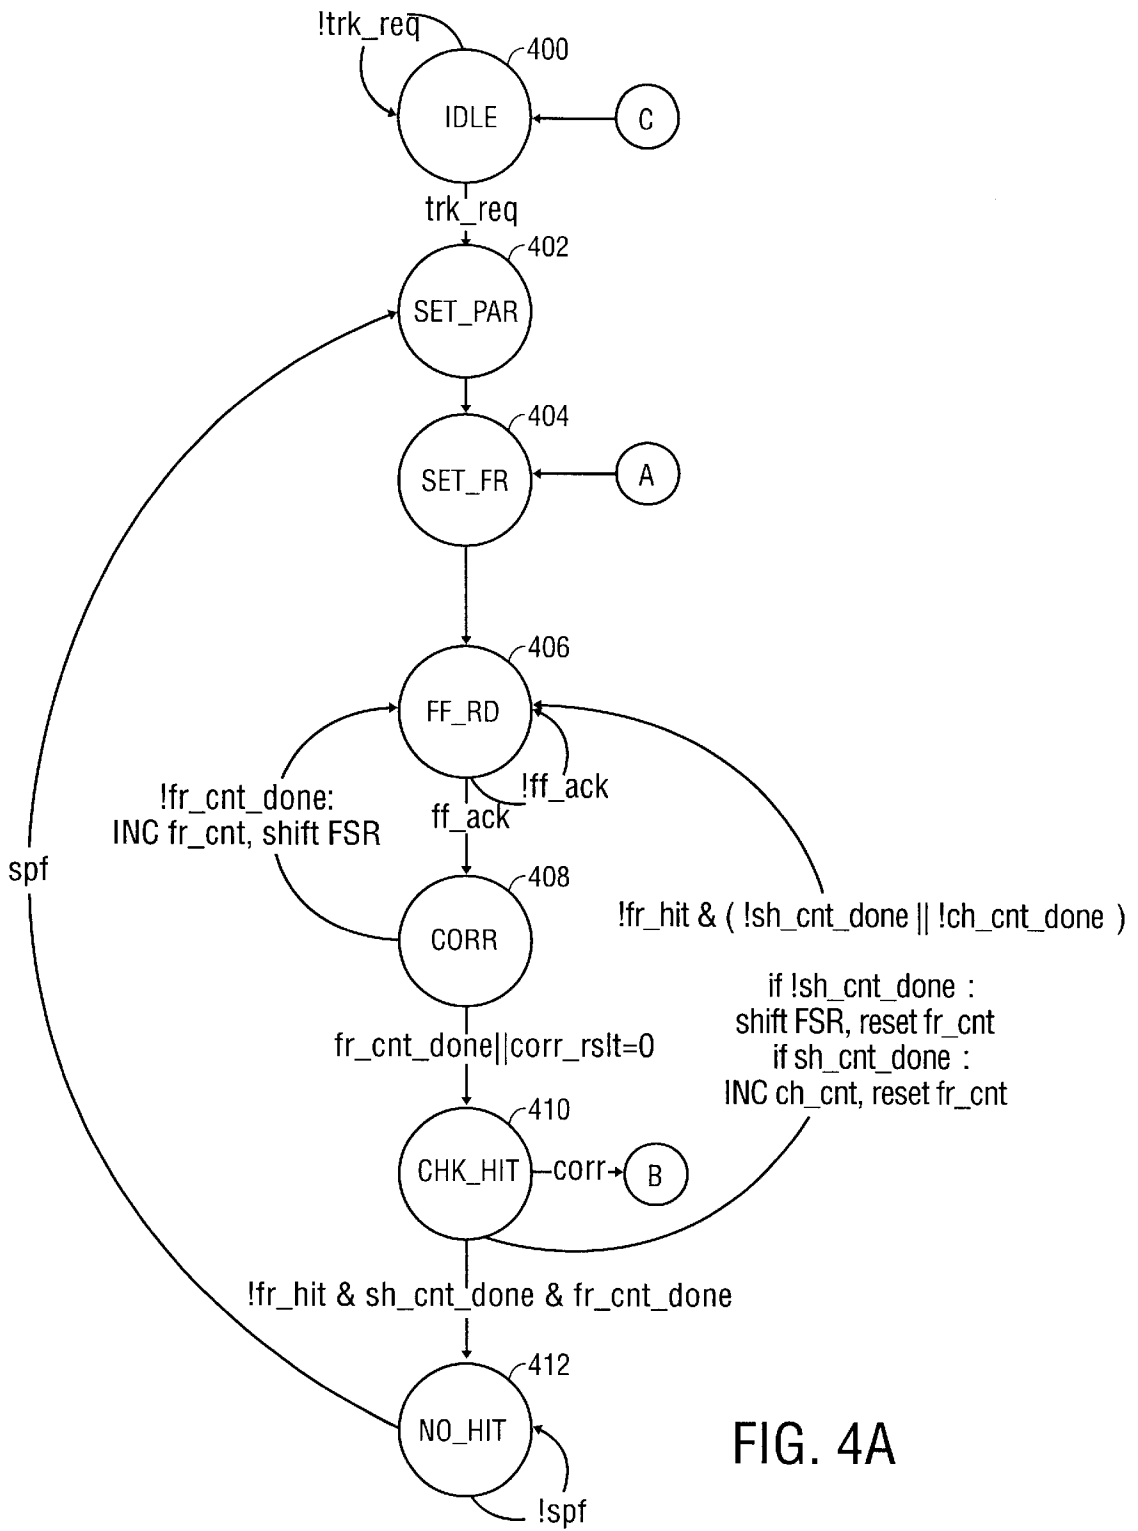 !trk_req
400
IDLE
C
trk_req
402
SET_PAR
404
SET_FR
A
406
FF_RD
!ff_ack
!fr_cnt_done:
INC fr_cnt, shift FSR
ff_ack
spf
408
CORR
!fr_hit & ( !sh_cnt_done || !ch_cnt_done )
if !sh_cnt_done :
shift FSR, reset fr_cnt
if sh_cnt_done :
INC ch_cnt, reset fr_cnt
fr_cnt_done||corr_rslt=0
410
CHK_HIT
corr
B
!fr_hit & sh_cnt_done & fr_cnt_done
412
NO_HIT
!spf
FIG. 4A